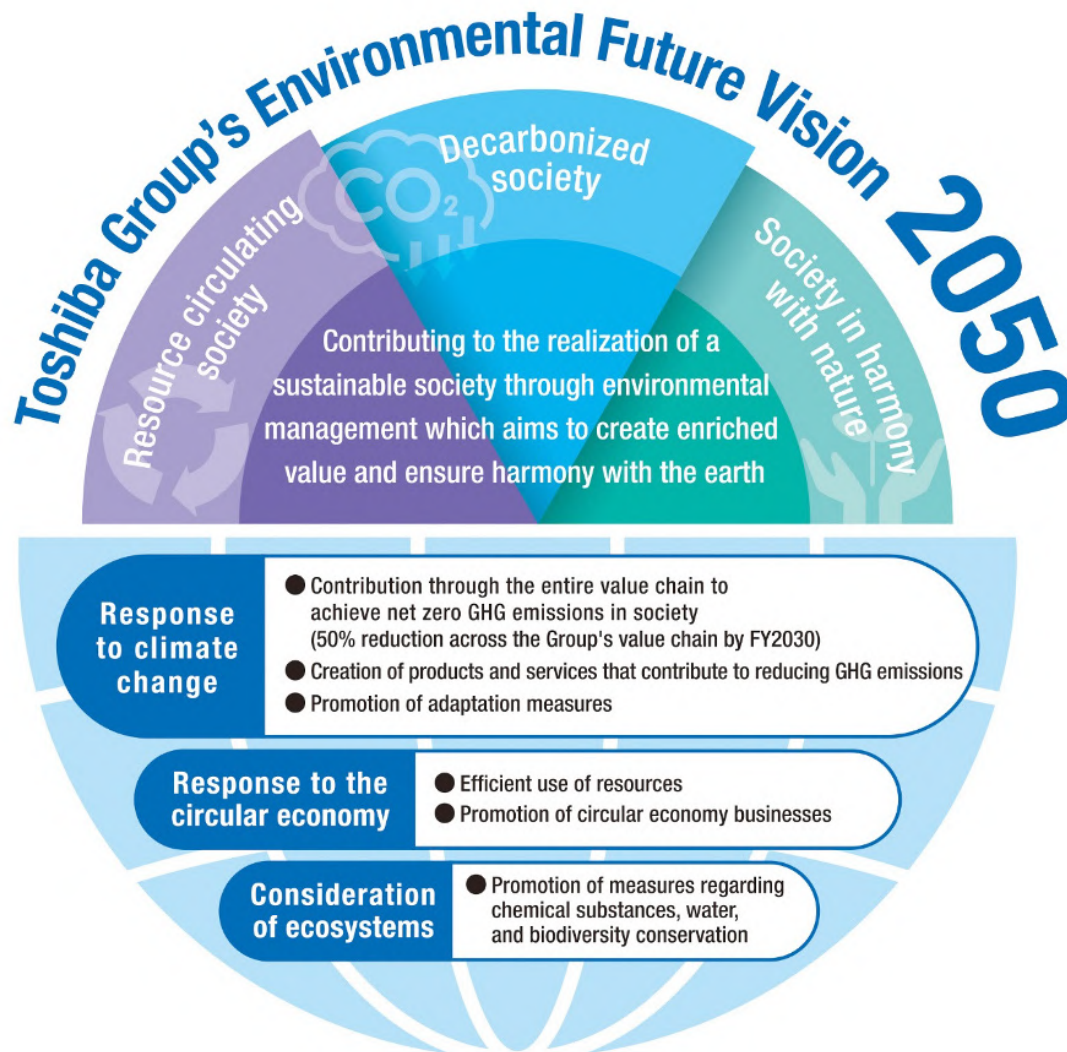 Toshiba Group's Environmental Future Vision 2050
Resource circulating
society
CO₂
Decarbonized
society
Society in harmony
with nature
Contributing to the realization of a
sustainable society through environmental
management which aims to create enriched
value and ensure harmony with the earth
Response
to climate
change
● Contribution through the entire value chain to
achieve net zero GHG emissions in society
(50% reduction across the Group's value chain by FY2030)
● Creation of products and services that contribute to reducing GHG emissions
● Promotion of adaptation measures
Response to the
circular economy
● Efficient use of resources
● Promotion of circular economy businesses
Consideration
of ecosystems
● Promotion of measures regarding
chemical substances, water,
and biodiversity conservation